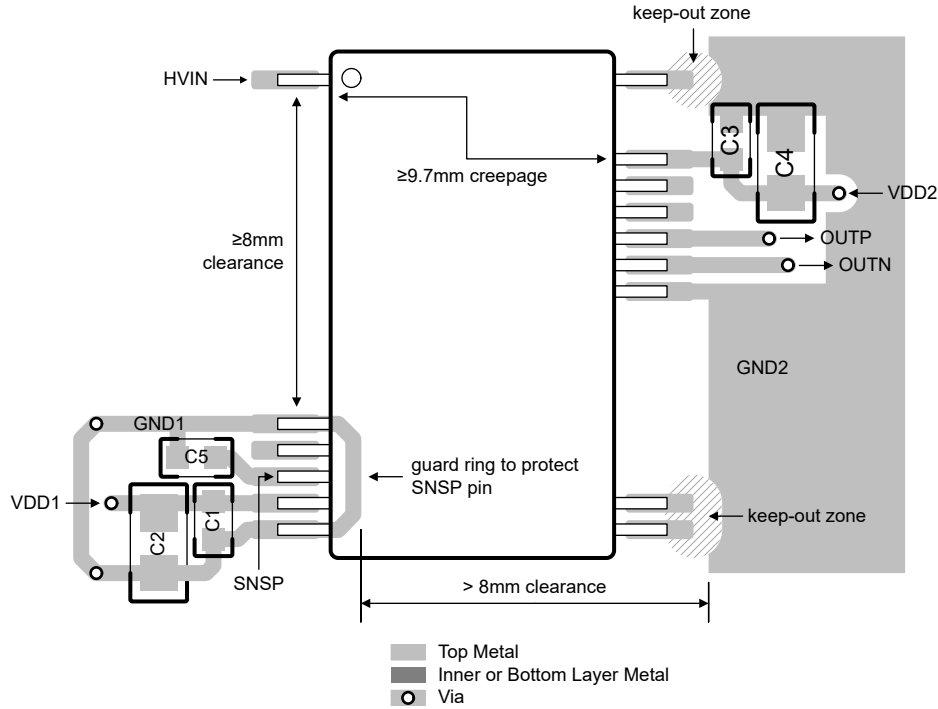 keep-out zone
HVIN
C3
C4
≥9.7mm creepage
VDD2
≥8mm
clearance
OUTP
OUTN
GND2
GND1
C5
guard ring to protect
SNSP pin
VDD1
C1
C2
keep-out zone
SNSP
> 8mm clearance
Top Metal
Inner or Bottom Layer Metal
Via